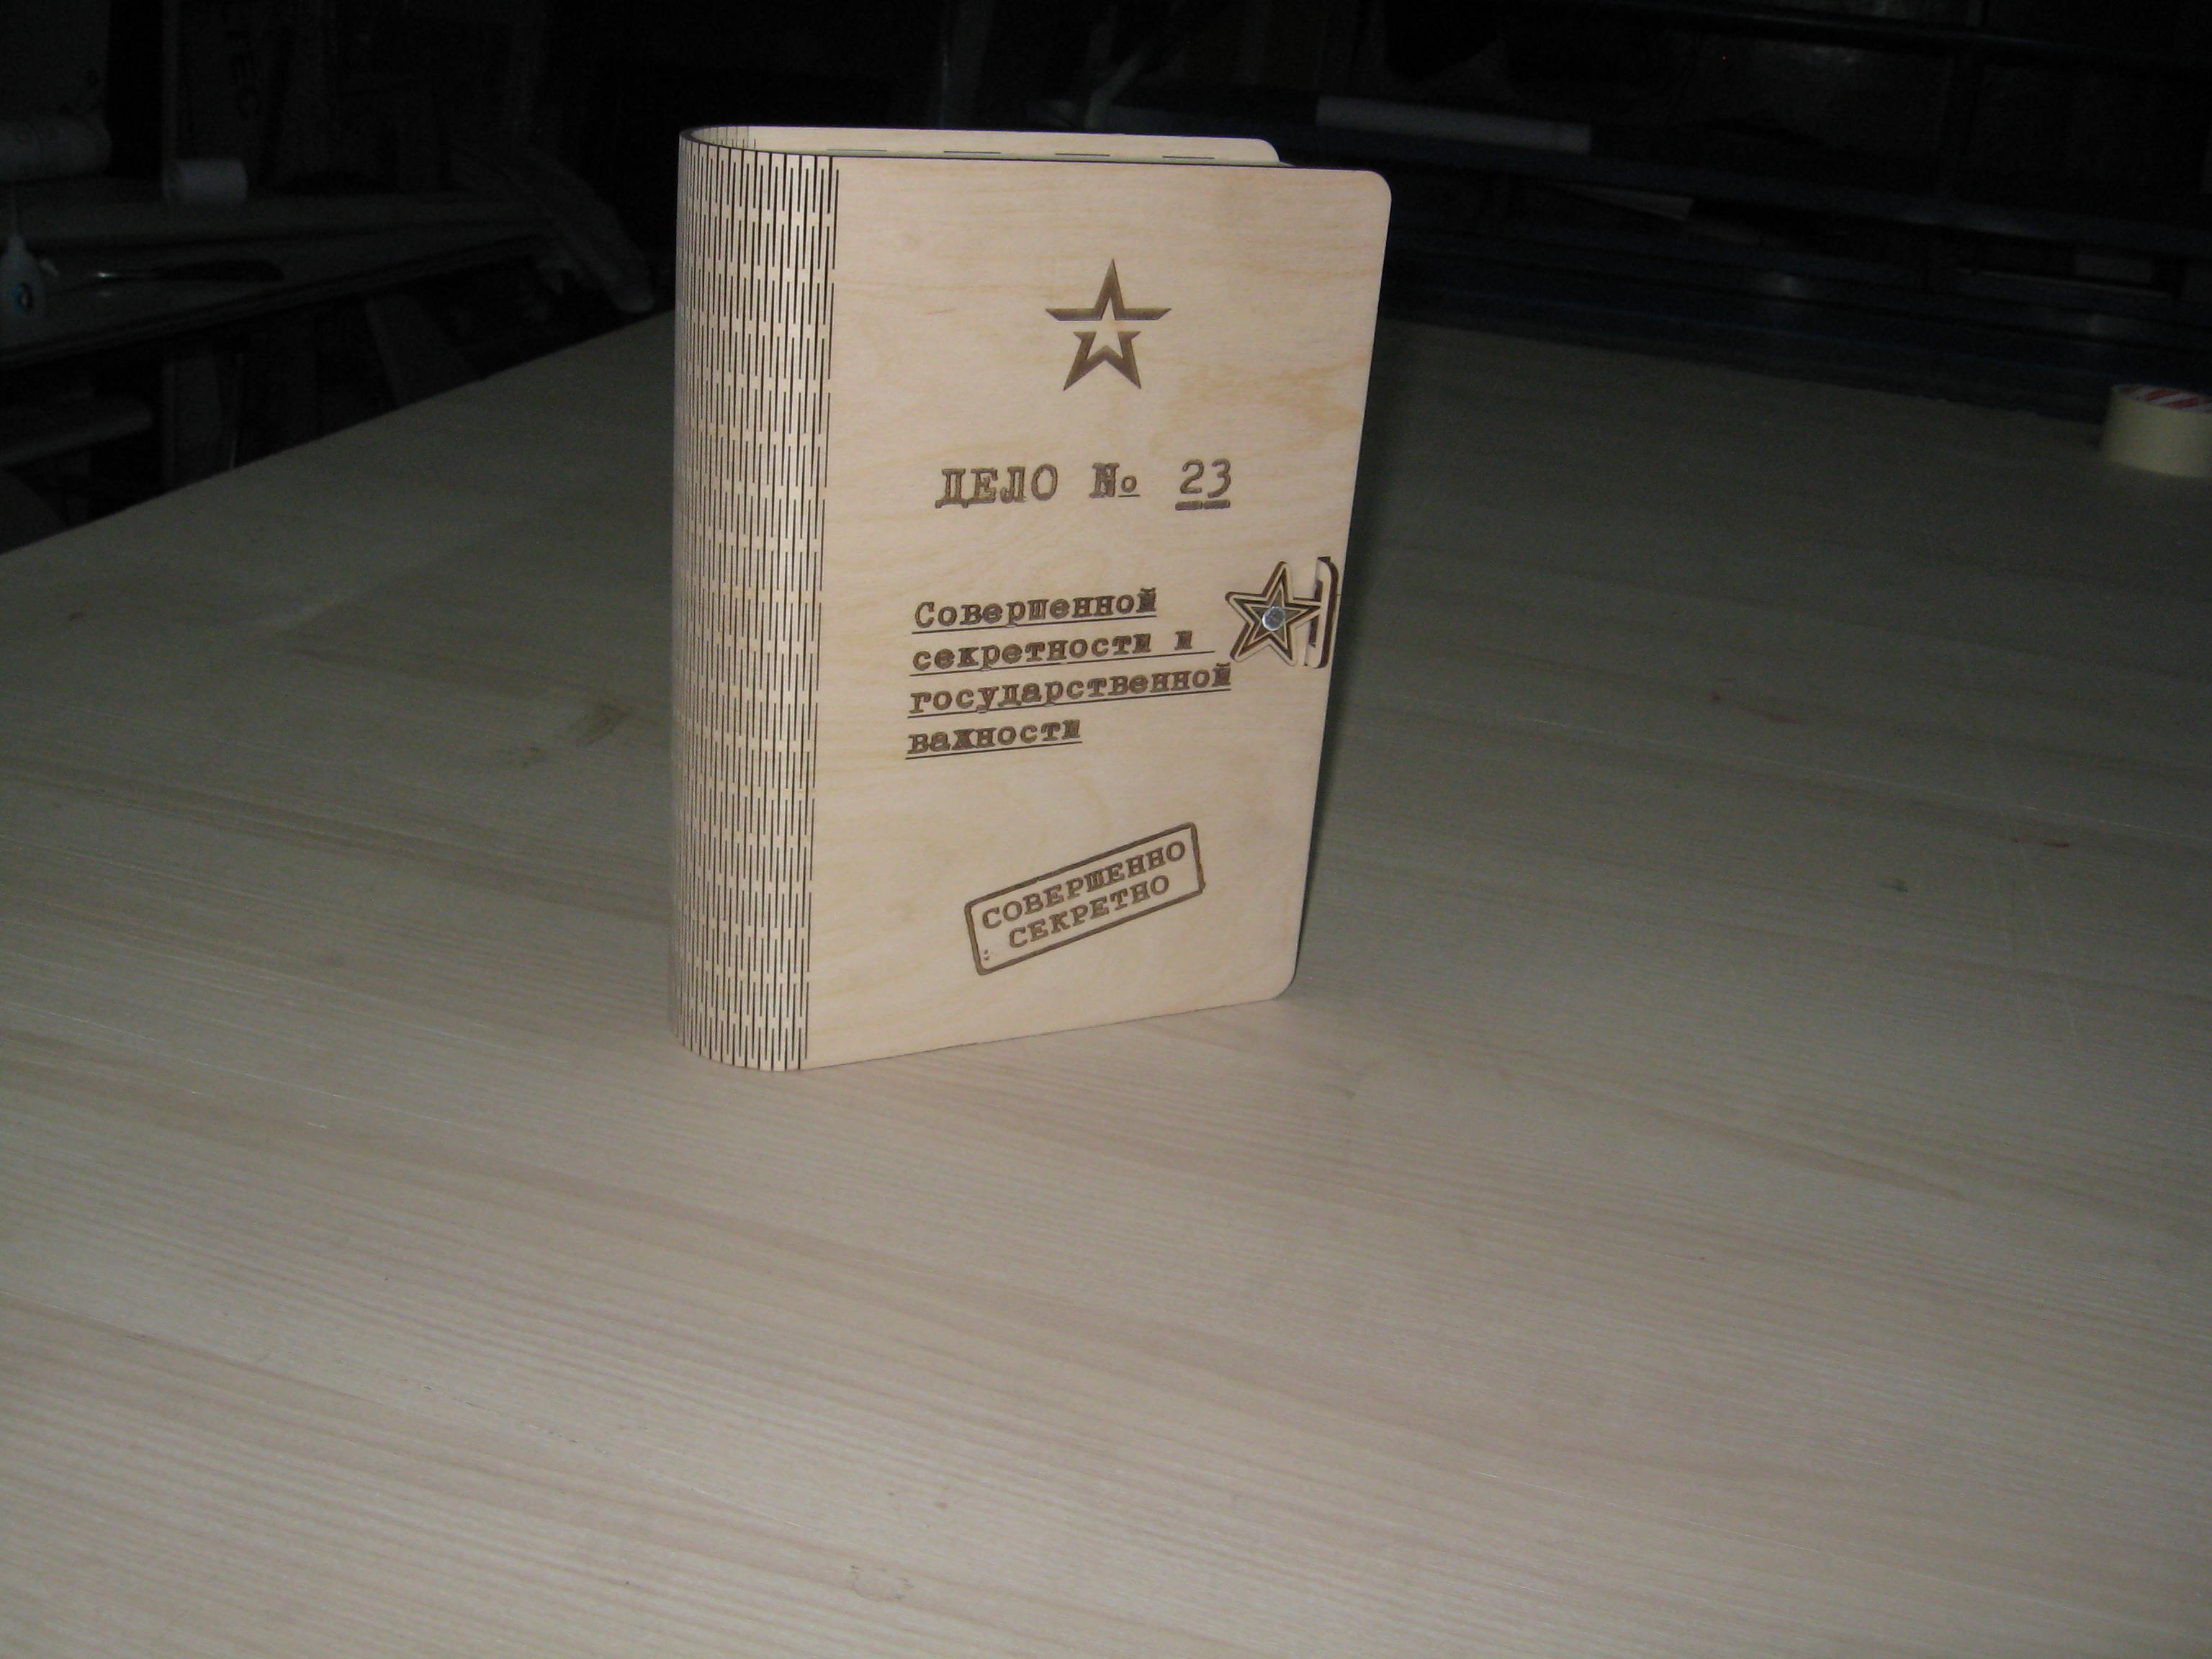 ДЕЛО № 23
Совершенной
секретности и
государственной
важности
СОВЕРШЕННО
СЕКРЕТНО